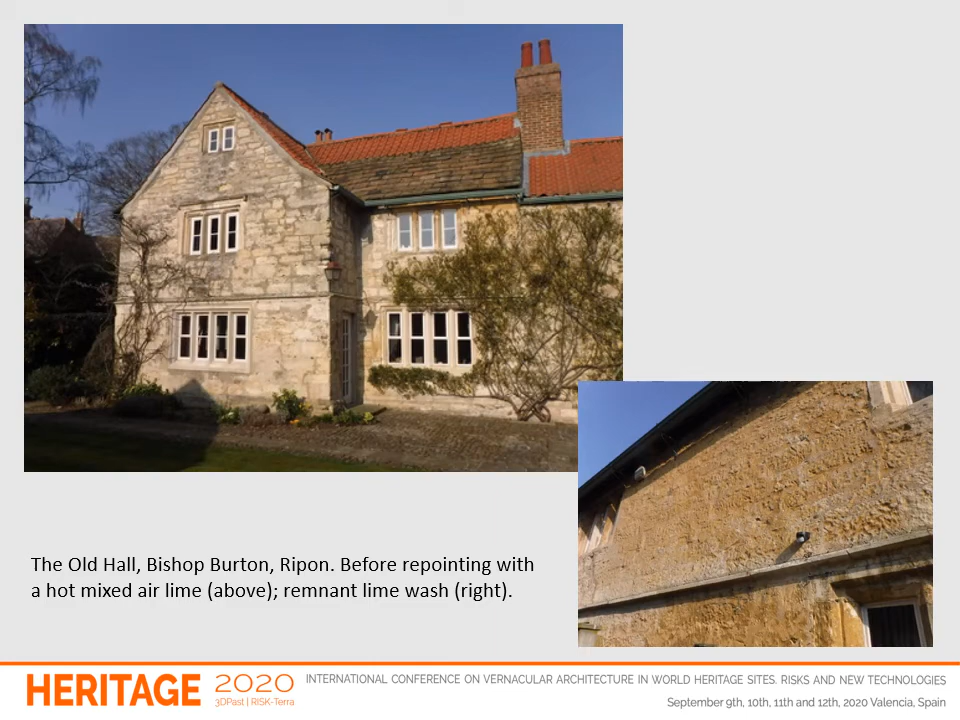 The Old Hall, Bishop Burton, Ripon. Before repointing with
a hot mixed air lime (above); remnant lime wash (right).
HERITAGE 2020
3DPast | RISK-Terra
INTERNATIONAL CONFERENCE ON VERNACULAR ARCHITECTURE IN WORLD HERITAGE SITES. RISKS AND NEW TECHNOLOGIES
September 9th, 10th, 11th and 12th, 2020 Valencia, Spain